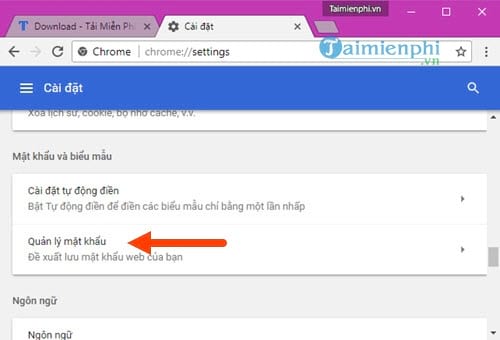 Taimienphi.vn
Download - Tải Miễn Ph
Cài đặt
Chrome
chrome://settings
Taimienphi
.vn
Cài đặt
Xóa lịch sử, cookie, bộ nhớ cache, v.v.
Mật khẩu và biểu mẫu
Cài đặt tự động điền
Bật Tự động điền để điền các biểu mẫu chỉ bằng một lần nhấp
Quản lý mật khẩu
Đề xuất lưu mật khẩu web của bạn
Ngôn ngữ
Ngôn ngữ